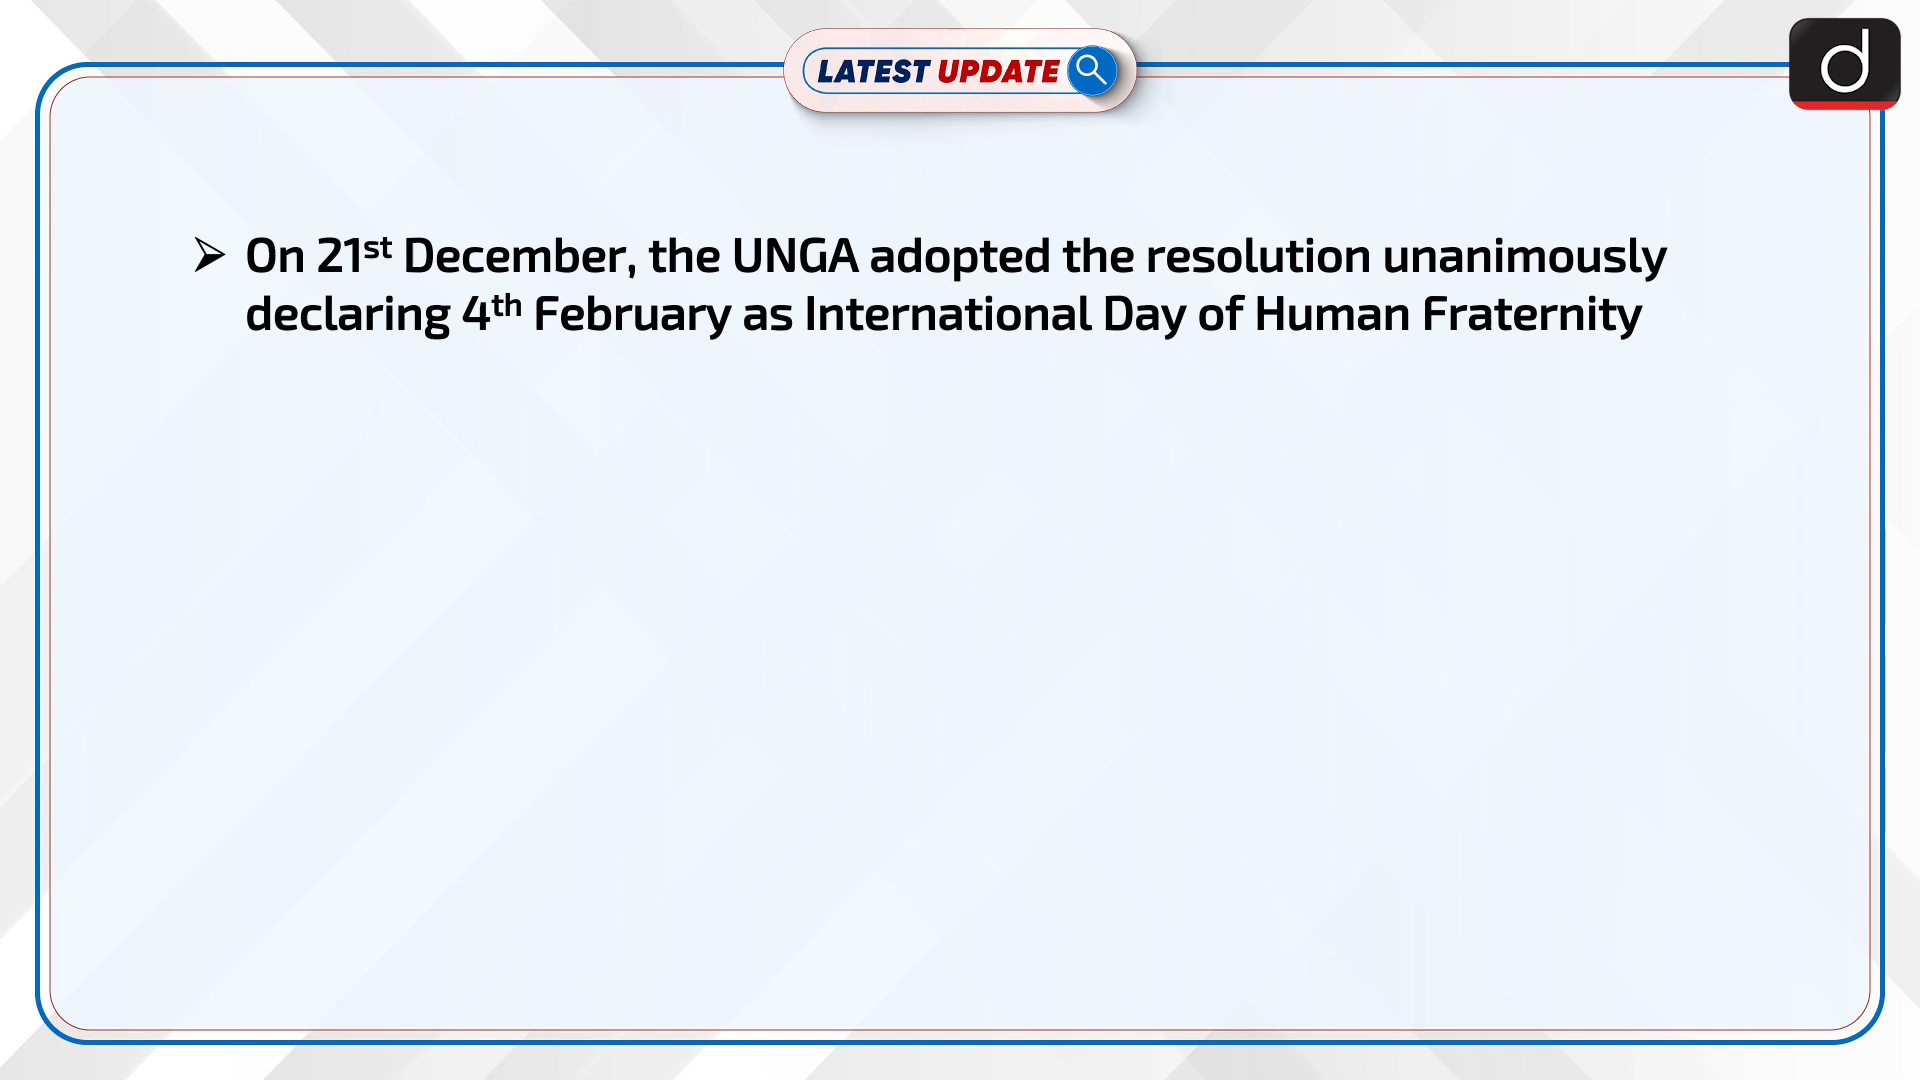 LATEST UPDATE
d
➢ On 21st December, the UNGA adopted the resolution unanimously
declaring 4th February as International Day of Human Fraternity